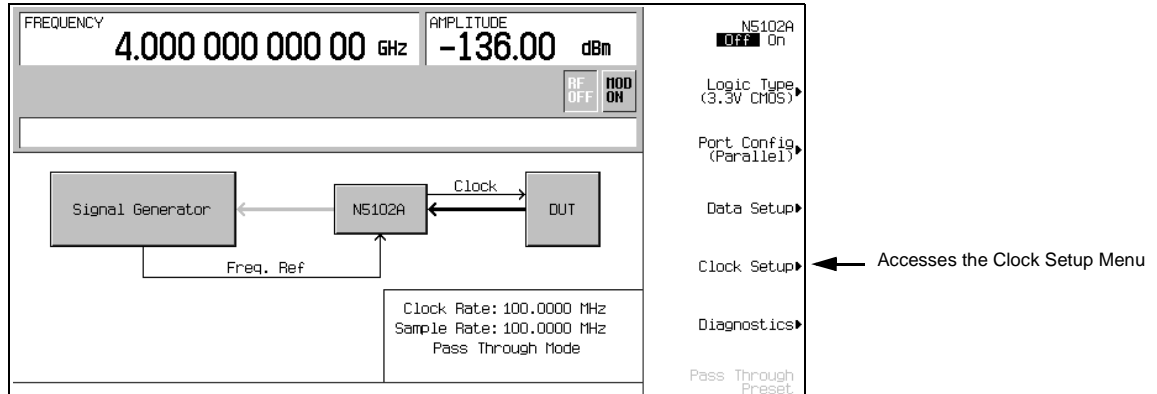 FREQUENCY
4.000 000 000 00 GHz
AMPLITUDE
-136.00 dBm
RF
OFF
MOD
ON
Signal Generator
N5102A
Clock
DUT
Freq. Ref
Clock Rate: 100.0000 MHz
Sample Rate: 100.0000 MHz
Pass Through Mode
N5102A
Off On
Logic Type
(3.3V CMOS)
Port Config
(Parallel)
Data Setup
Clock Setup
Accesses the Clock Setup Menu
Diagnostics
Pass Through
Preset